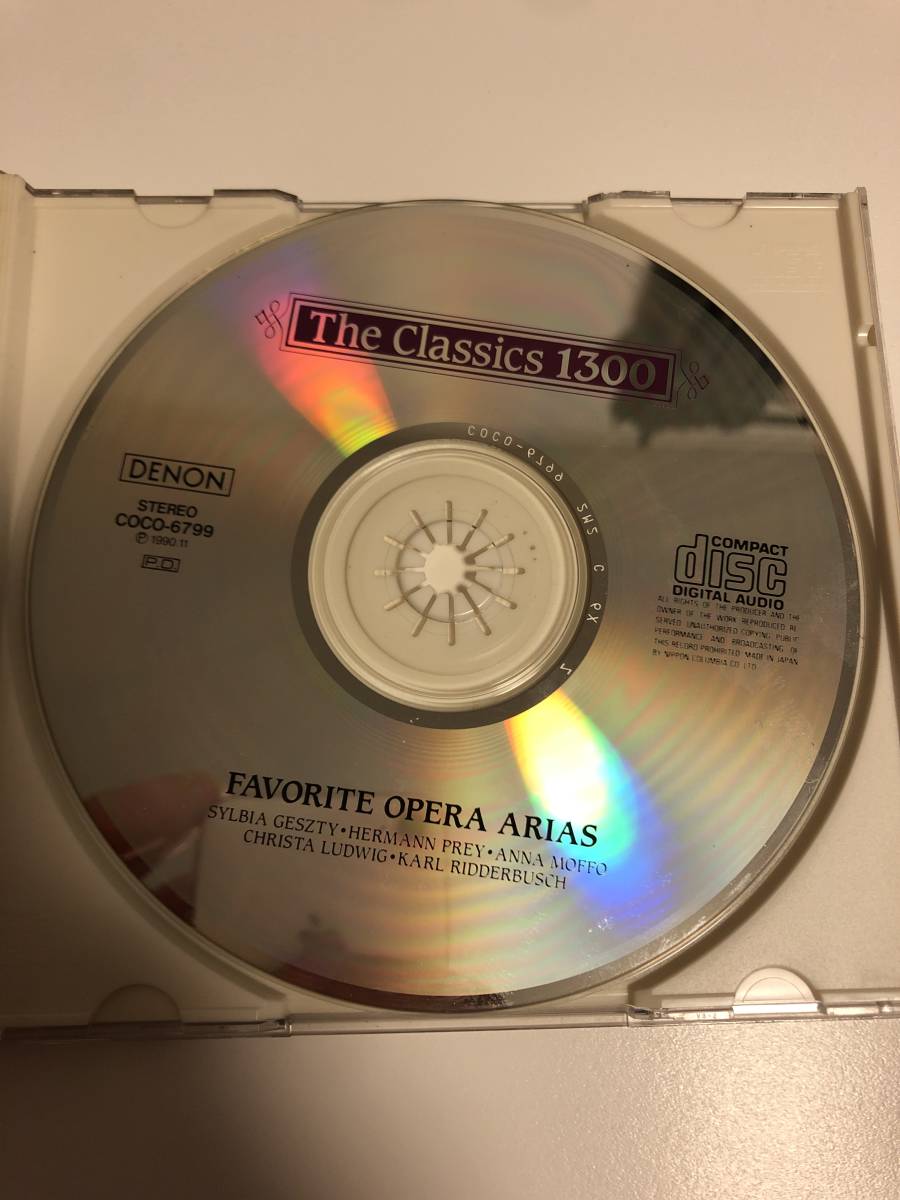 The Classics 1300
DENON
STEREO
COCO-6799
Ⓟ 1990.11
P.D.
COCO-6799 SMS C
COMPACT
disc
DIGITAL AUDIO
ALL RIGHTS OF THE PRODUCER AND THE
OWNER OF THE WORK REPRODUCED RE
SERVED UNAUTHORIZED COPYING PUBLIC
PERFORMANCE AND BROADCASTING OF
THIS RECORD PROHIBITED MADE IN JAPAN
BY NIPPON COLUMBIA CO LTD
FAVORITE OPERA ARIAS
SYLBIA GESZTY•HERMANN PREY•ANNA MOFFO
CHRISTA LUDWIG•KARL RIDDERBUSCH